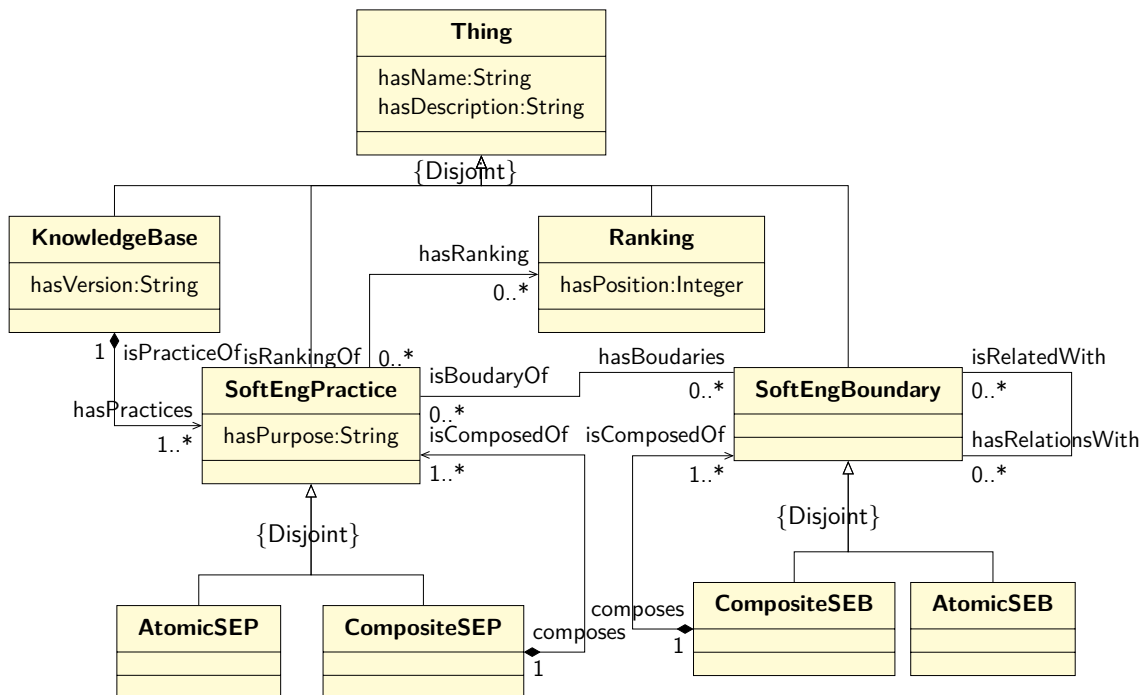 Thing
hasName:String
hasDescription:String
{Disjoint}
KnowledgeBase
hasVersion:String
Ranking
hasPosition:Integer
hasRanking
0..*
1
isPracticeOf
isRankingOf
0..*
hasPractices
1..*
SoftEngPractice
hasPurpose:String
isBoudaryOf
0..*
hasBoudaries
0..*
SoftEngBoundary
isRelatedWith
0..*
hasRelationsWith
0..*
isComposedOf
1..*
isComposedOf
1..*
{Disjoint}
{Disjoint}
AtomicSEP
CompositeSEP
composes
1
composes
1
CompositeSEB
AtomicSEB